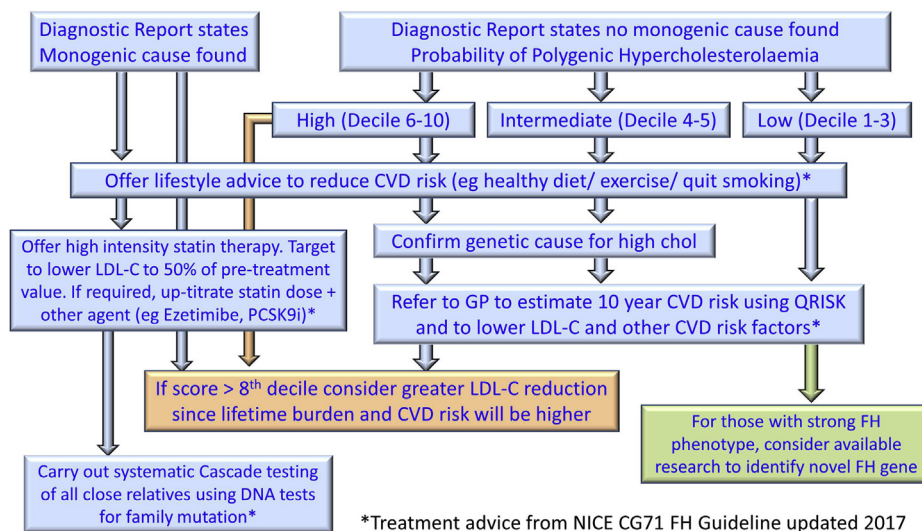 Diagnostic Report states
Monogenic cause found
Diagnostic Report states no monogenic cause found
Probability of Polygenic Hypercholesterolaemia
High (Decile 6-10)
Intermediate (Decile 4-5)
Low (Decile 1-3)
Offer lifestyle advice to reduce CVD risk (eg healthy diet/ exercise/ quit smoking)*
Offer high intensity statin therapy. Target
to lower LDL-C to 50% of pre-treatment
value. If required, up-titrate statin dose +
other agent (eg Ezetimibe, PCSK9i)*
Confirm genetic cause for high chol
Refer to GP to estimate 10 year CVD risk using QRISK
and to lower LDL-C and other CVD risk factors*
If score > 8th decile consider greater LDL-C reduction
since lifetime burden and CVD risk will be higher
For those with strong FH
phenotype, consider available
research to identify novel FH gene
Carry out systematic Cascade testing
of all close relatives using DNA tests
for family mutation*
*Treatment advice from NICE CG71 FH Guideline updated 2017